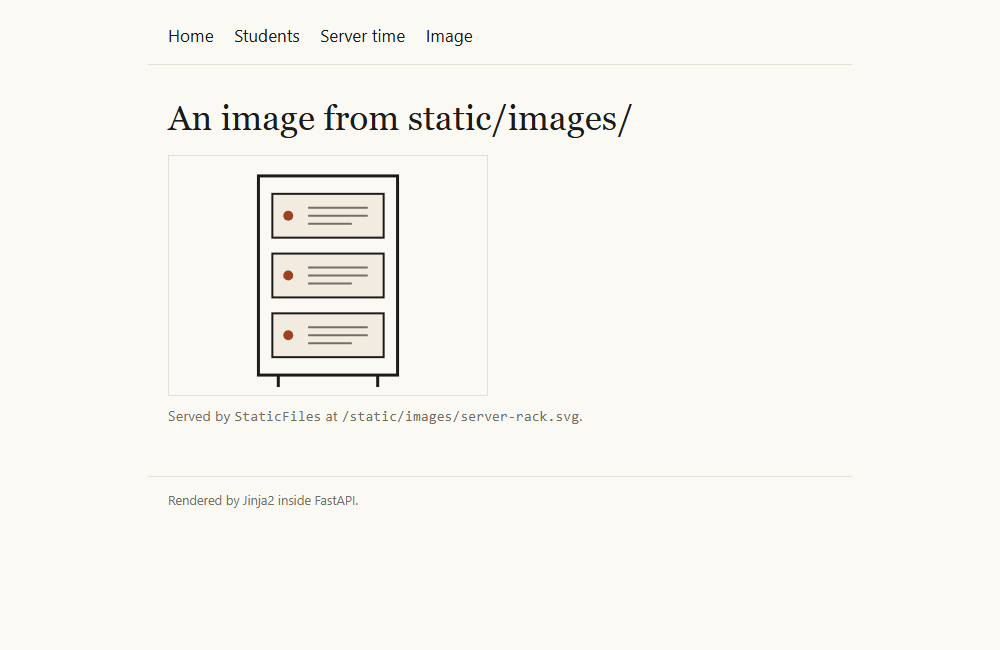 Home Students Server time Image
An image from static/images/
Served by StaticFiles at /static/images/server-rack.svg.
Rendered by Jinja2 inside FastAPI.